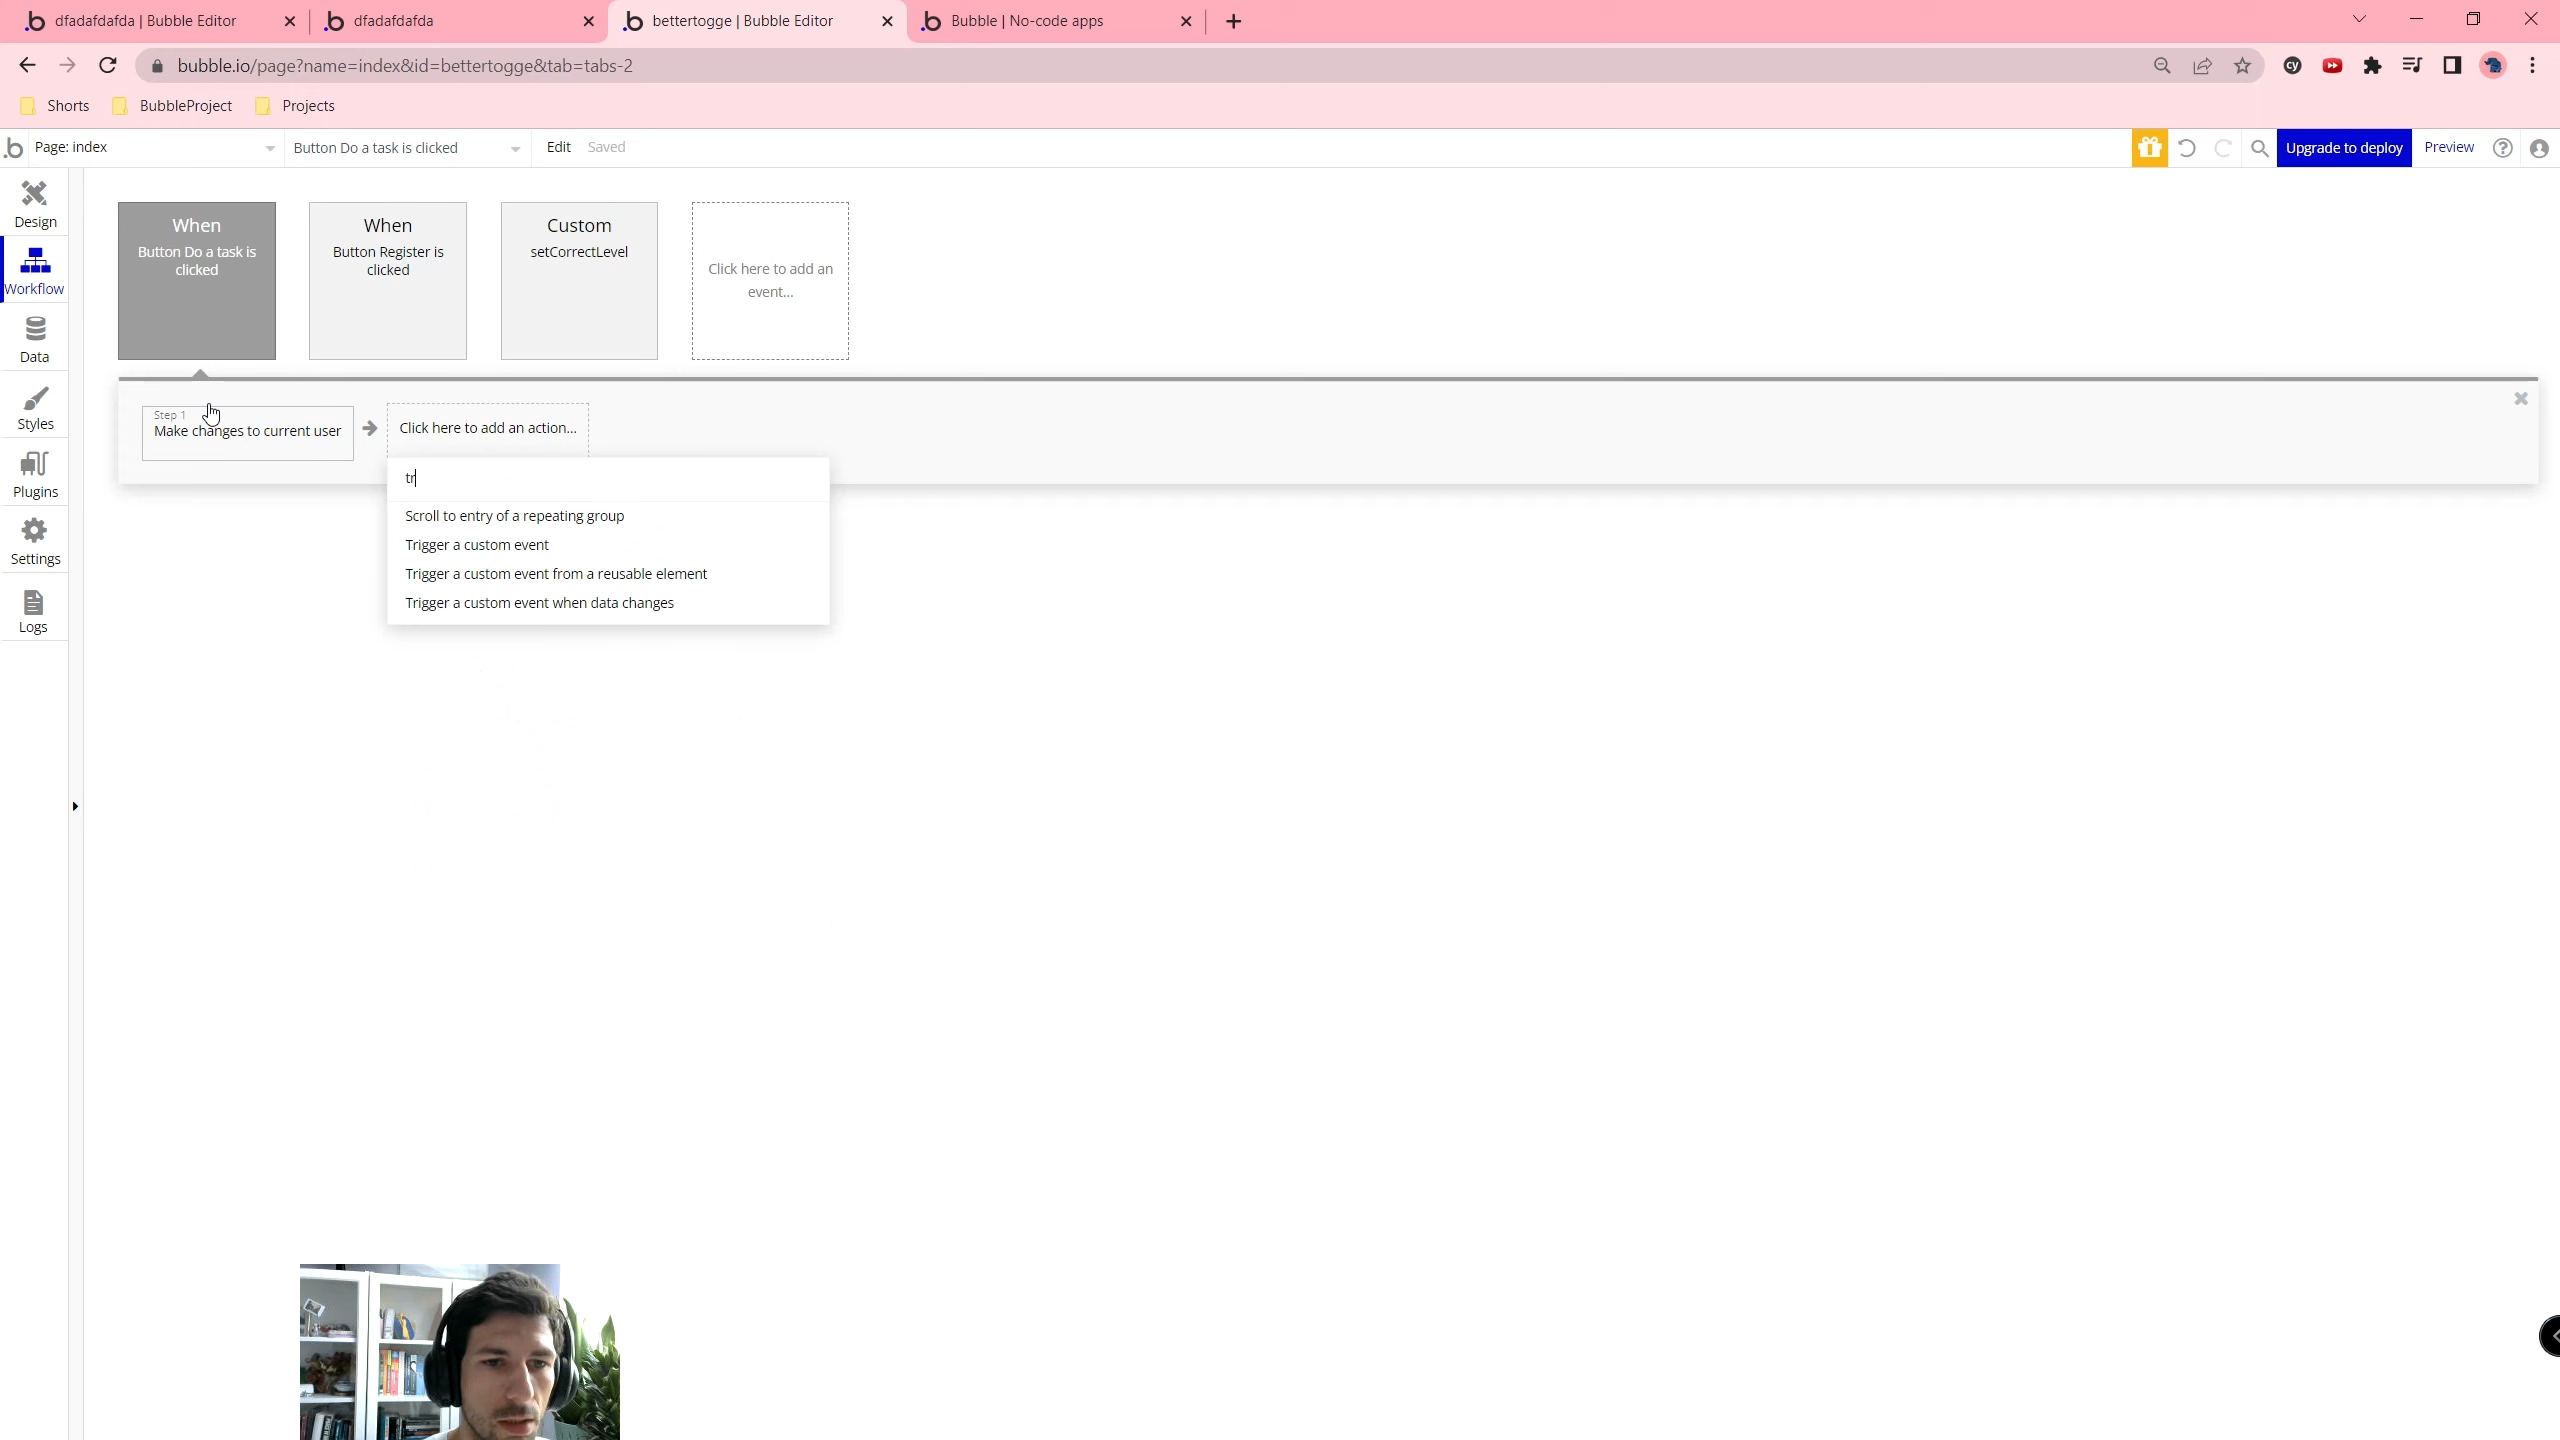 dfadafdafda | Bubble Editor
dfadafdafda
bettertogge | Bubble Editor
Bubble | No-code apps
bubble.io/page?name=index&id=bettertogge&tab=tabs-2
cy
Shorts
BubbleProject
Projects
Page: index
Button Do a task is clicked
Edit
Saved
Upgrade to deploy
Preview
Design
Workflow
Data
Styles
Plugins
Settings
Logs
When
Button Do a task is
clicked
When
Button Register is
clicked
Custom
setCorrectLevel
Click here to add an
event...
Step 1
Make changes to current user
Click here to add an action...
tr
Scroll to entry of a repeating group
Trigger a custom event
Trigger a custom event from a reusable element
Trigger a custom event when data changes